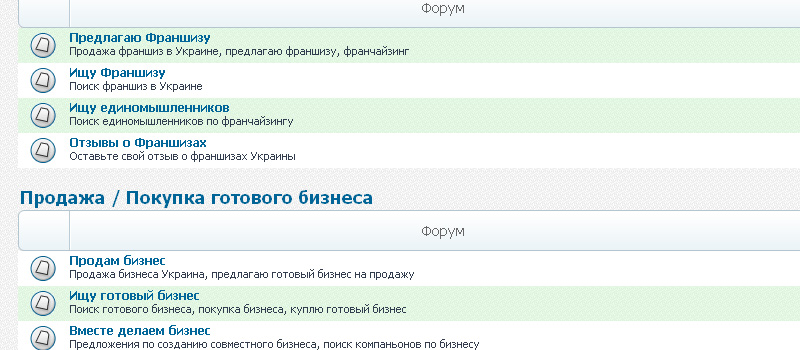 Форум
Предлагаю Франшизу
Продажа франшиз в Украине, предлагаю франшизу, франчайзинг
Ищу Франшизу
Поиск франшиз в Украине
Ищу единомышленников
Поиск единомышленников по франчайзингу
Отзывы о Франшизах
Оставьте свой отзыв о франшизах Украины
Продажа / Покупка готового бизнеса
Форум
Продам бизнес
Продажа бизнеса Украина, предлагаю готовый бизнес на продажу
Ищу готовый бизнес
Поиск готового бизнеса, покупка бизнеса, куплю готовый бизнес
Вместе делаем бизнес
Предложения по созданию совместного бизнеса, поиск компаньонов по бизнесу